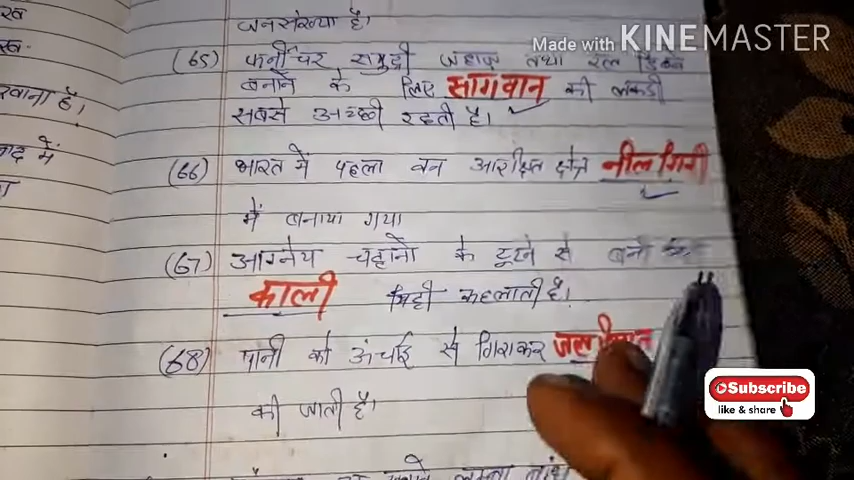 Made with KINEMASTER
जनसंख्या है।
(65) फर्नीचर समुद्री जहाज तथा रेल डिब्बे
बनाने के लिए सागवान की लकडी
सबसे अच्छी रहती है।
(66) भारत में पहला वन आरक्षित क्षेत्र नीलगिरी
में बनाया गया
(67) आग्नेय चट्टानो के टूटने से बनी
काली मिट्टी कहलाती है।
(68) पानी को ऊंचाई से गिराकर
की जाती है।
वाना है।
में
Subscribe
like & share